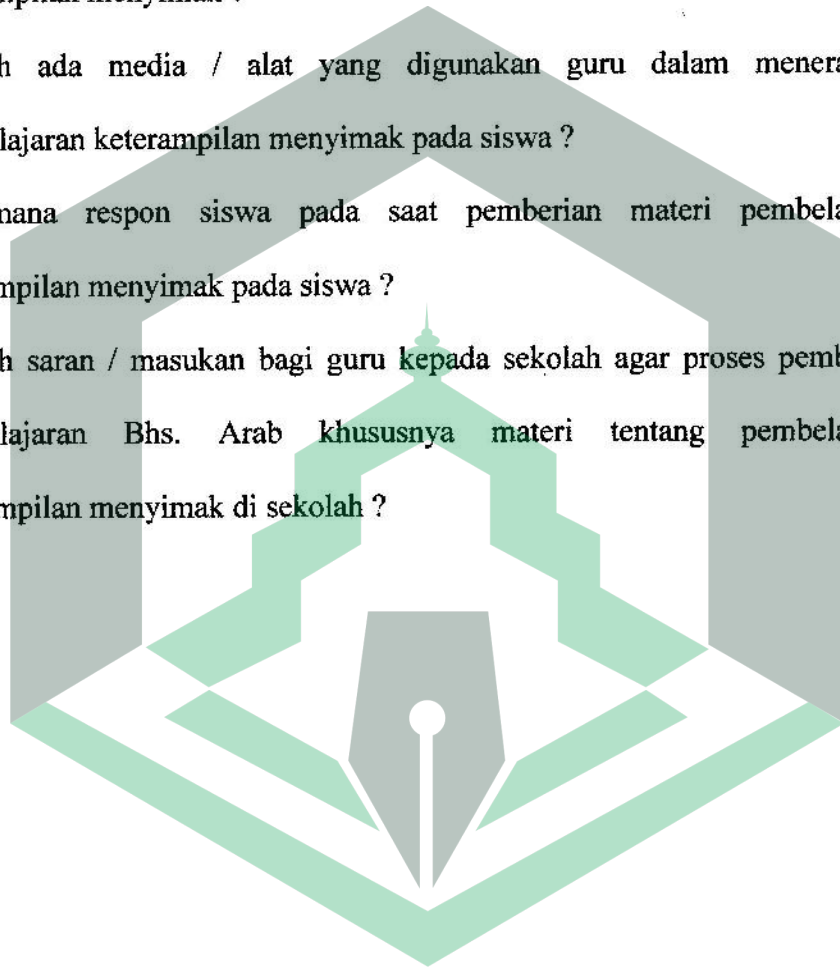 menyimak ?
h ada media / alat yang digunakan guru dalam menera
lajaran keterampilan menyimak pada siswa ?
mana respon siswa pada saat pemberian materi pembela
mpilan menyimak pada siswa ?
h saran / masukan bagi guru kepada sekolah agar proses pemb
lajaran Bhs. Arab khususnya materi tentang pembela
mpilan menyimak di sekolah ?